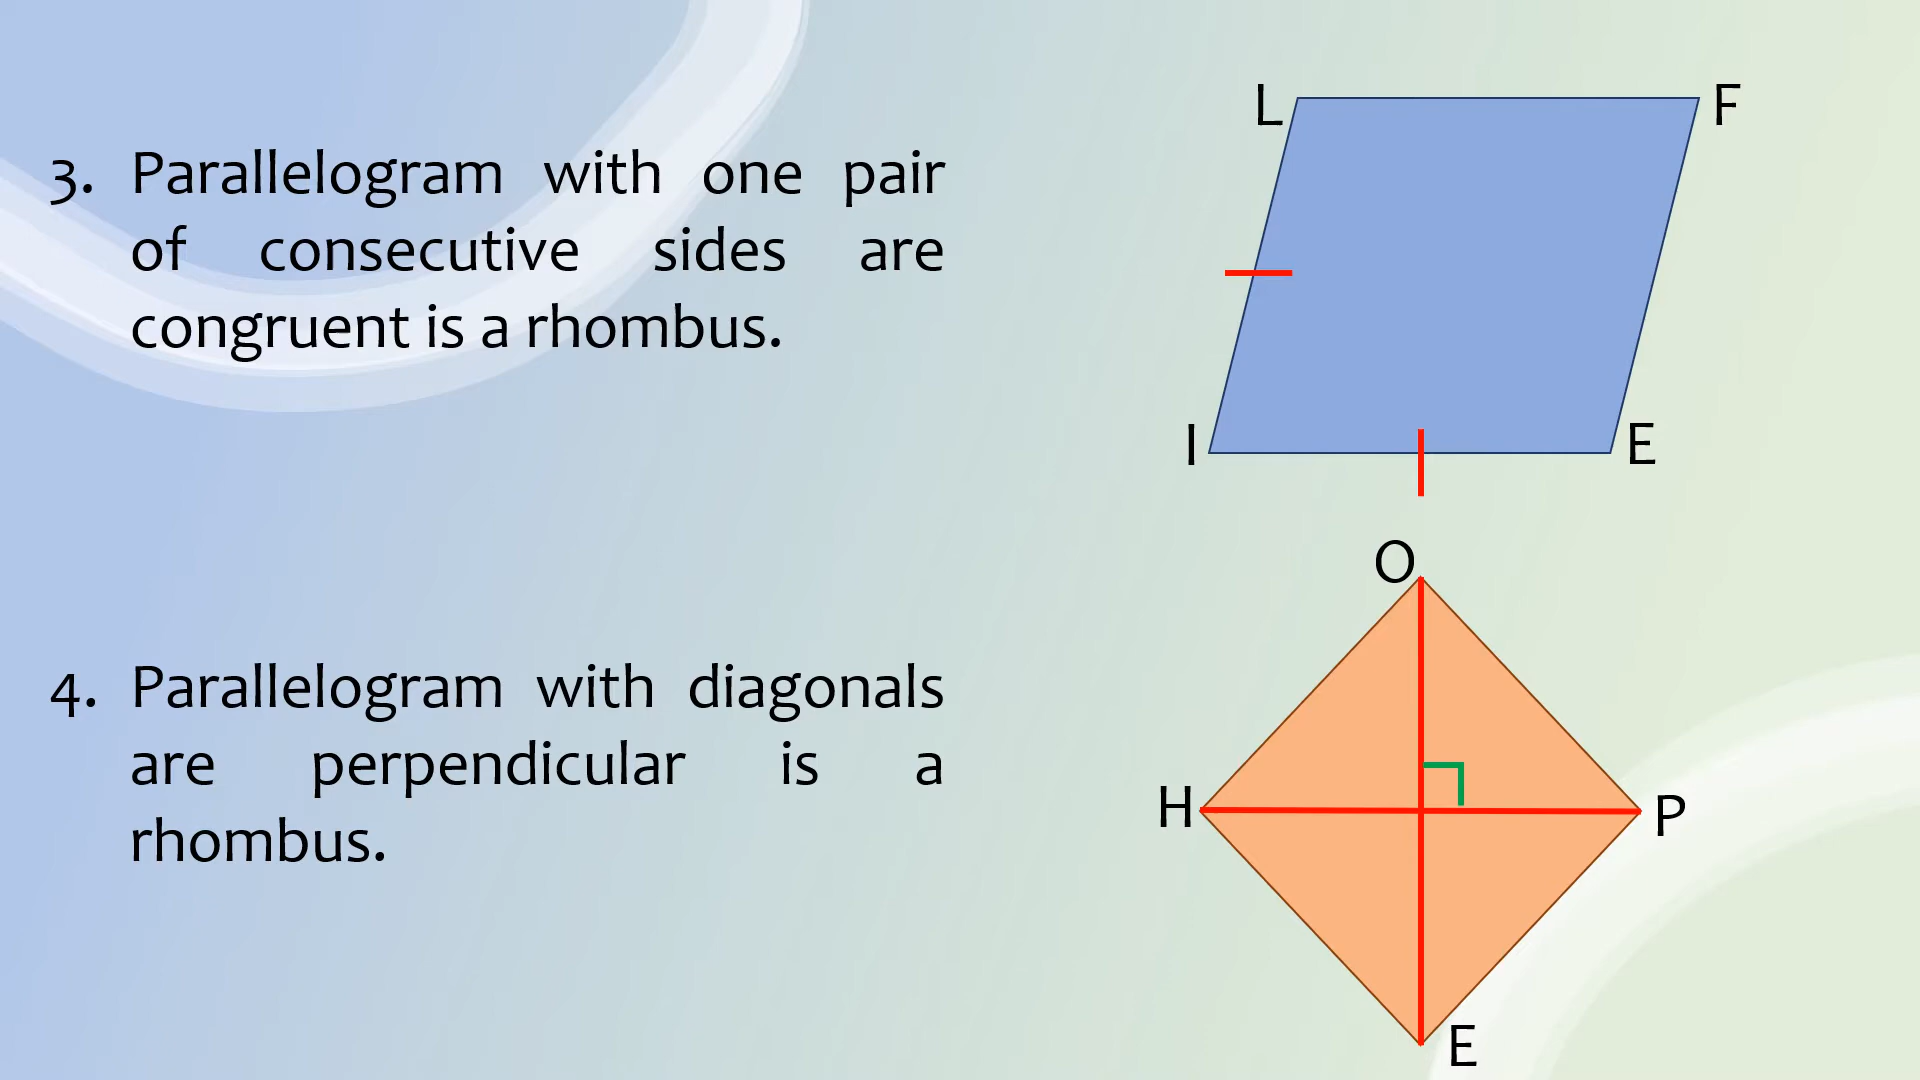 3. Parallelogram with one pair
of consecutive sides are
congruent is a rhombus.
L
F
I
E
O
4. Parallelogram with diagonals
are perpendicular is a
rhombus.
H
P
E